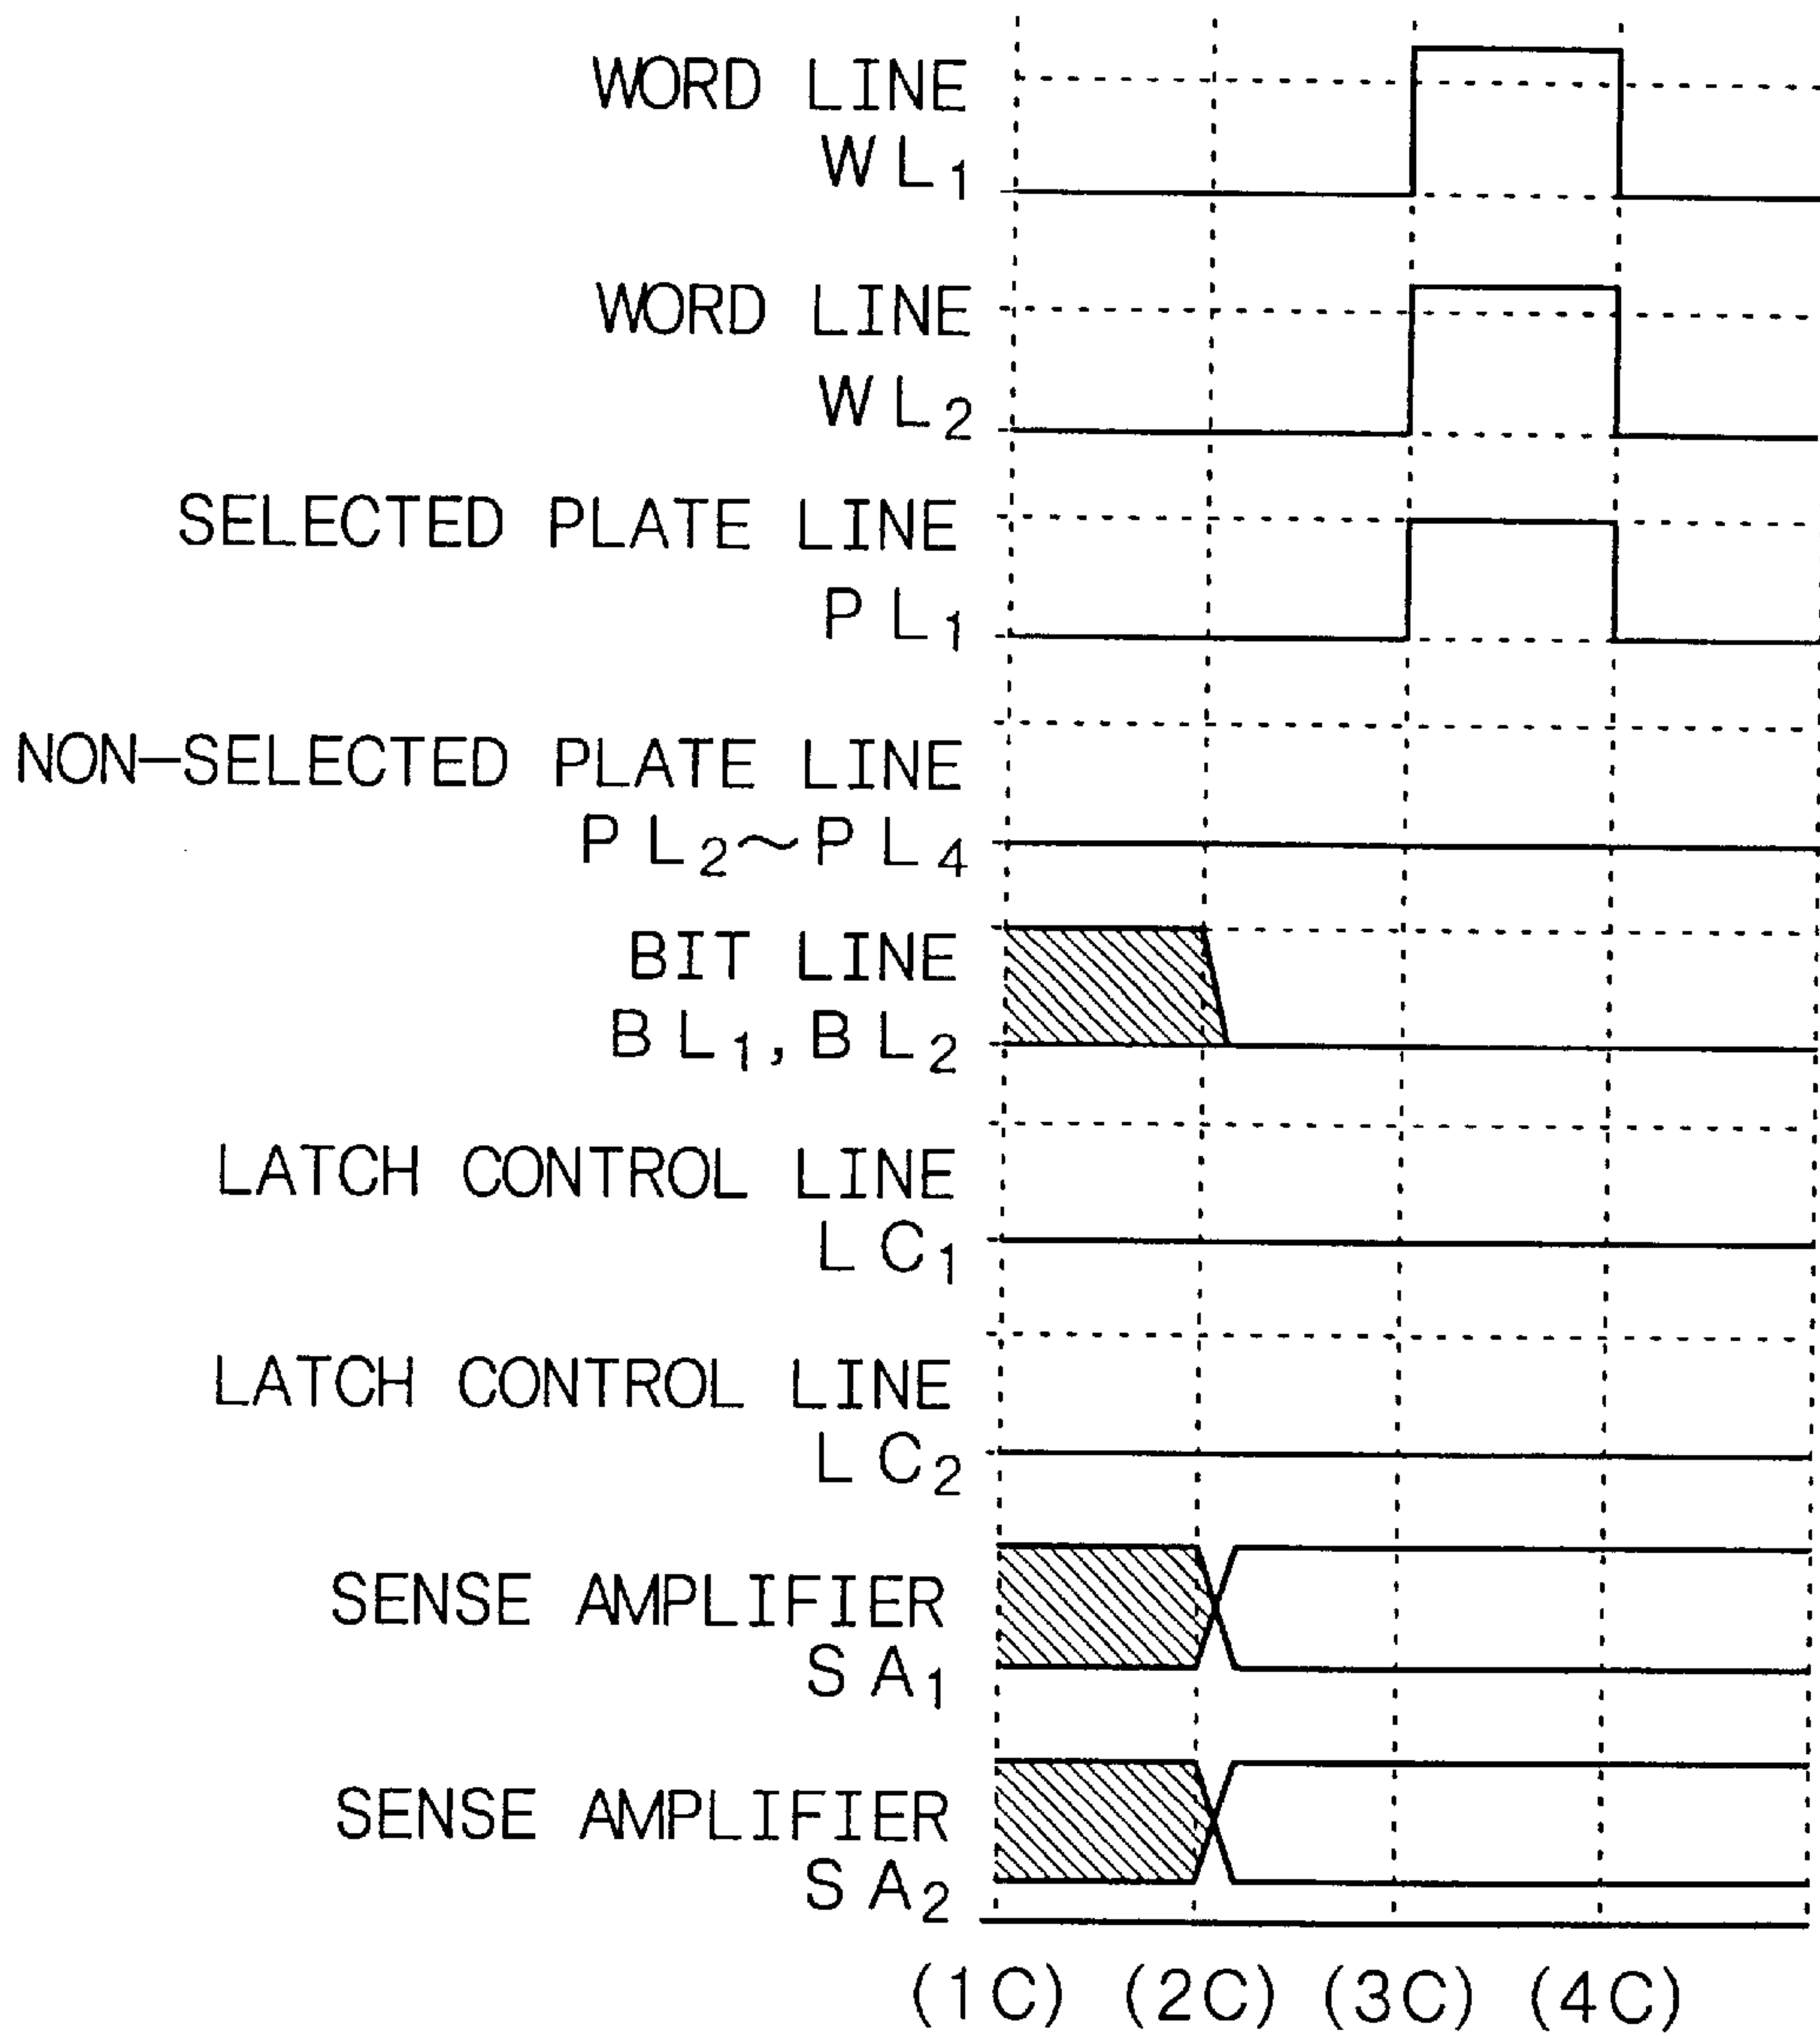 WORD LINE
WL₁
WORD LINE
WL₂
SELECTED PLATE LINE
PL₁
NON-SELECTED PLATE LINE
PL₂~PL₄
BIT LINE
BL₁, BL₂
LATCH CONTROL LINE
LC₁
LATCH CONTROL LINE
LC₂
SENSE AMPLIFIER
SA₁
SENSE AMPLIFIER
SA₂
(1C) (2C) (3C) (4C)